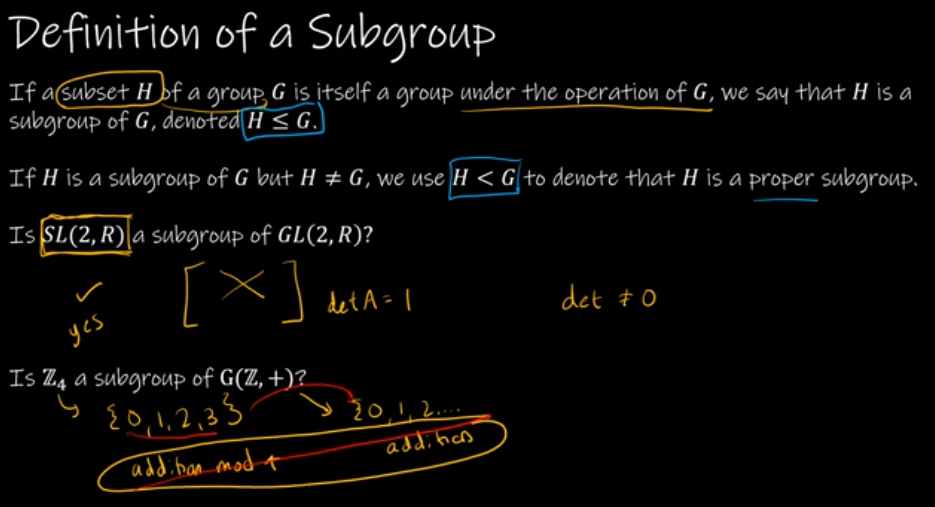 Definition of a Subgroup
If a subset H of a group G is itself a group under the operation of G, we say that H is a
subgroup of G, denoted H ≤ G.
If H is a subgroup of G but H ≠ G, we use H < G to denote that H is a proper subgroup.
Is SL(2, R) a subgroup of GL(2, R)?
✓ yes [ ] det A = 1 det ≠ 0
Is ℤ₄ a subgroup of G(ℤ, +)?
{0, 1, 2, 3} {0, 1, 2....
addition mod 4 addition